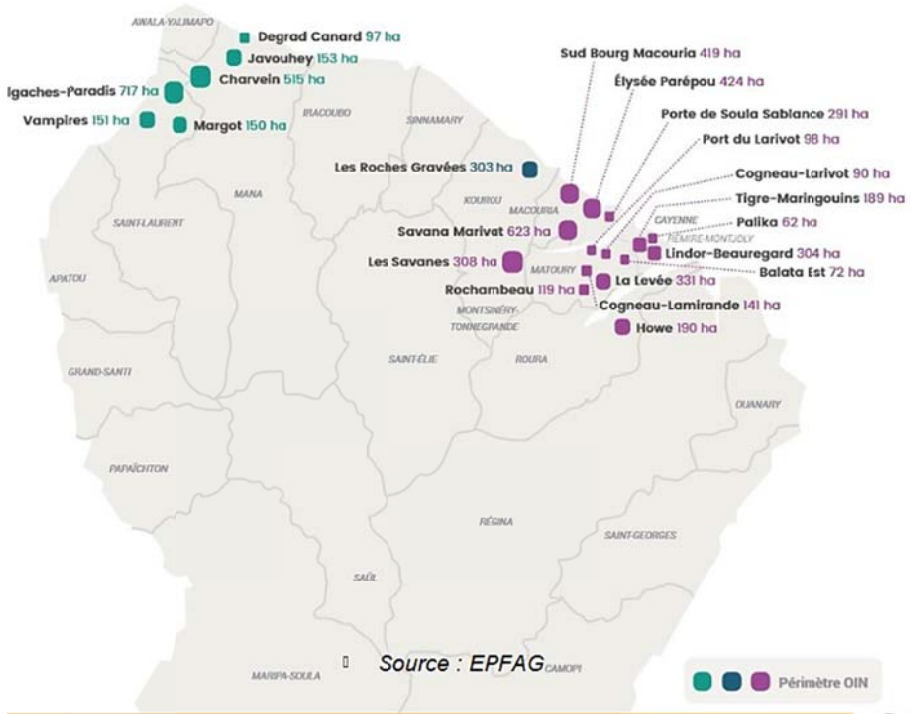 AWALA-YALIMAPO
Degrad Canard 97 ha
Javouhey 153 ha
Charvein 515 ha
lgaches-Paradis 717 ha
Vampires 151 ha
Margot 150 ha
IRACOUBO
SINNAMARY
MANA
SAINT-LAURENT
APATOU
Sud Bourg Macouria 419 ha
Élysée Parépou 424 ha
Porte de Soula Sablance 291 ha
Port du Larivot 98 ha
Les Roches Gravées 303 ha
Cogneau-Larivot 90 ha
Tigre-Maringouins 189 ha
KOUROU
MACOURIA
CAYENNE
Palika 62 ha
Savana Marivat 623 ha
RÉMIRE-MONTJOLY
Lindor-Beauregard 304 ha
Les Savanes 308 ha
MATOURY
Balata Est 72 ha
La Levée 331 ha
Rochambeau 119 ha
Cogneau-Lamirande 141 ha
MONTSINÉRY-
TONNEGRANDE
Howe 190 ha
SAINT-ÉLIE
ROURA
GRAND-SANTI
OUANARY
PAPAÏCHTON
RÉGINA
SAINT-GEORGES
SAÜL
Source : EPFAG
CAMOPI
MARIPA-SOULA
Périmètre OIN